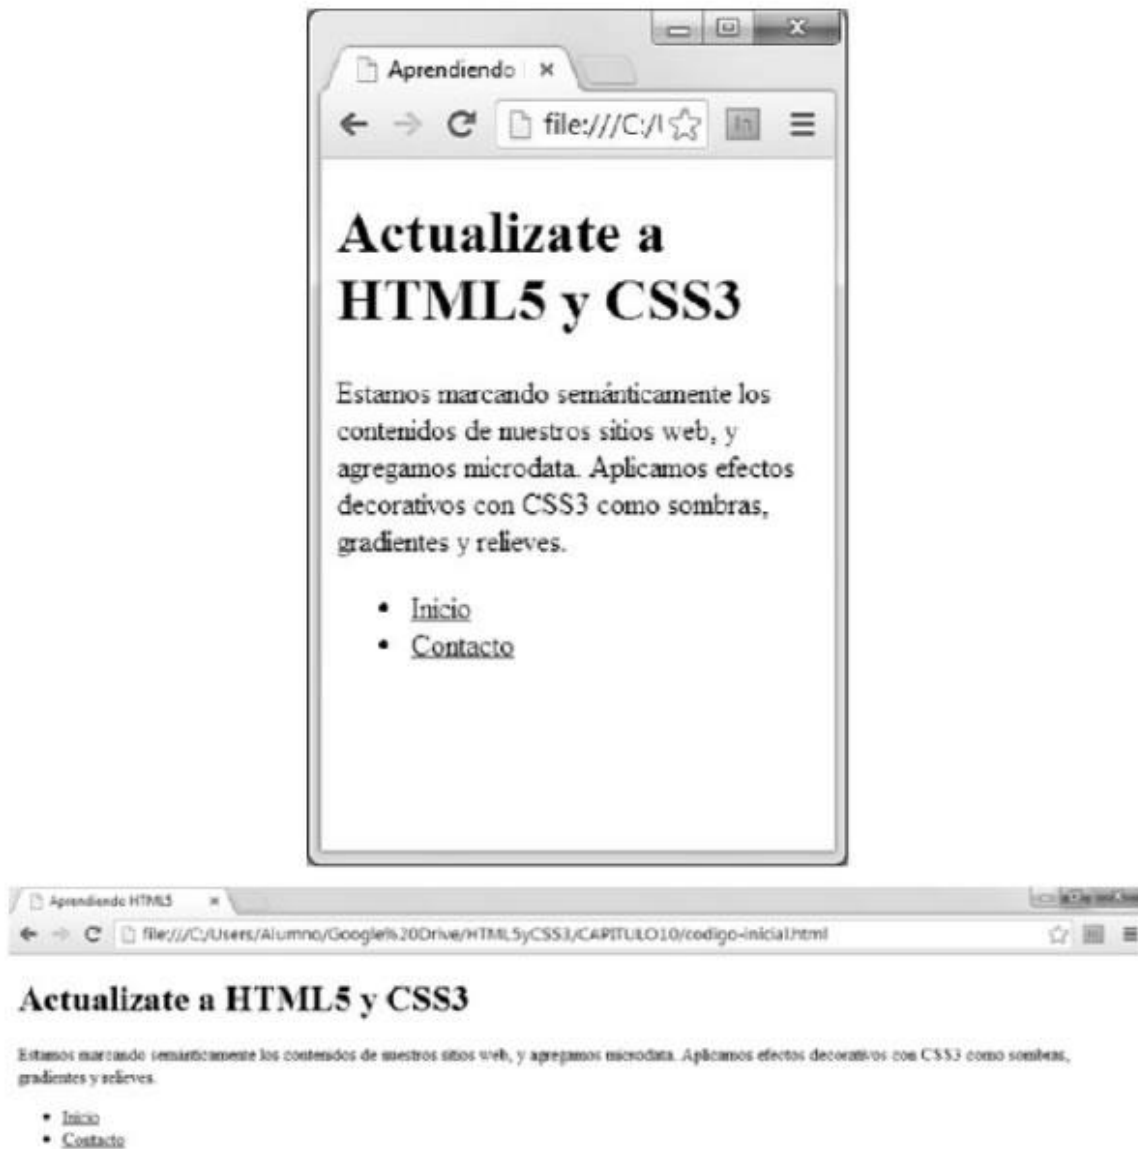 Aprendiendo
file:///C:/
Actualizate a
HTML5 y CSS3
Estamos marcando semánticamente los
contenidos de nuestros sitios web, y
agregamos microdata. Aplicamos efectos
decorativos con CSS3 como sombras,
gradientes y relieves.
• Inicio
• Contacto
Aprendiendo HTML5
file:///C:/Users/Alumno/Google%20Drive/HTML5yCSS3/CAPITULO10/codigo-inicial.html
Actualizate a HTML5 y CSS3
Estamos marcando semánticamente los contenidos de nuestros sitios web, y agregamos microdata. Aplicamos efectos decorativos con CSS3 como sombras,
gradientes y relieves.
• Inicio
• Contacto